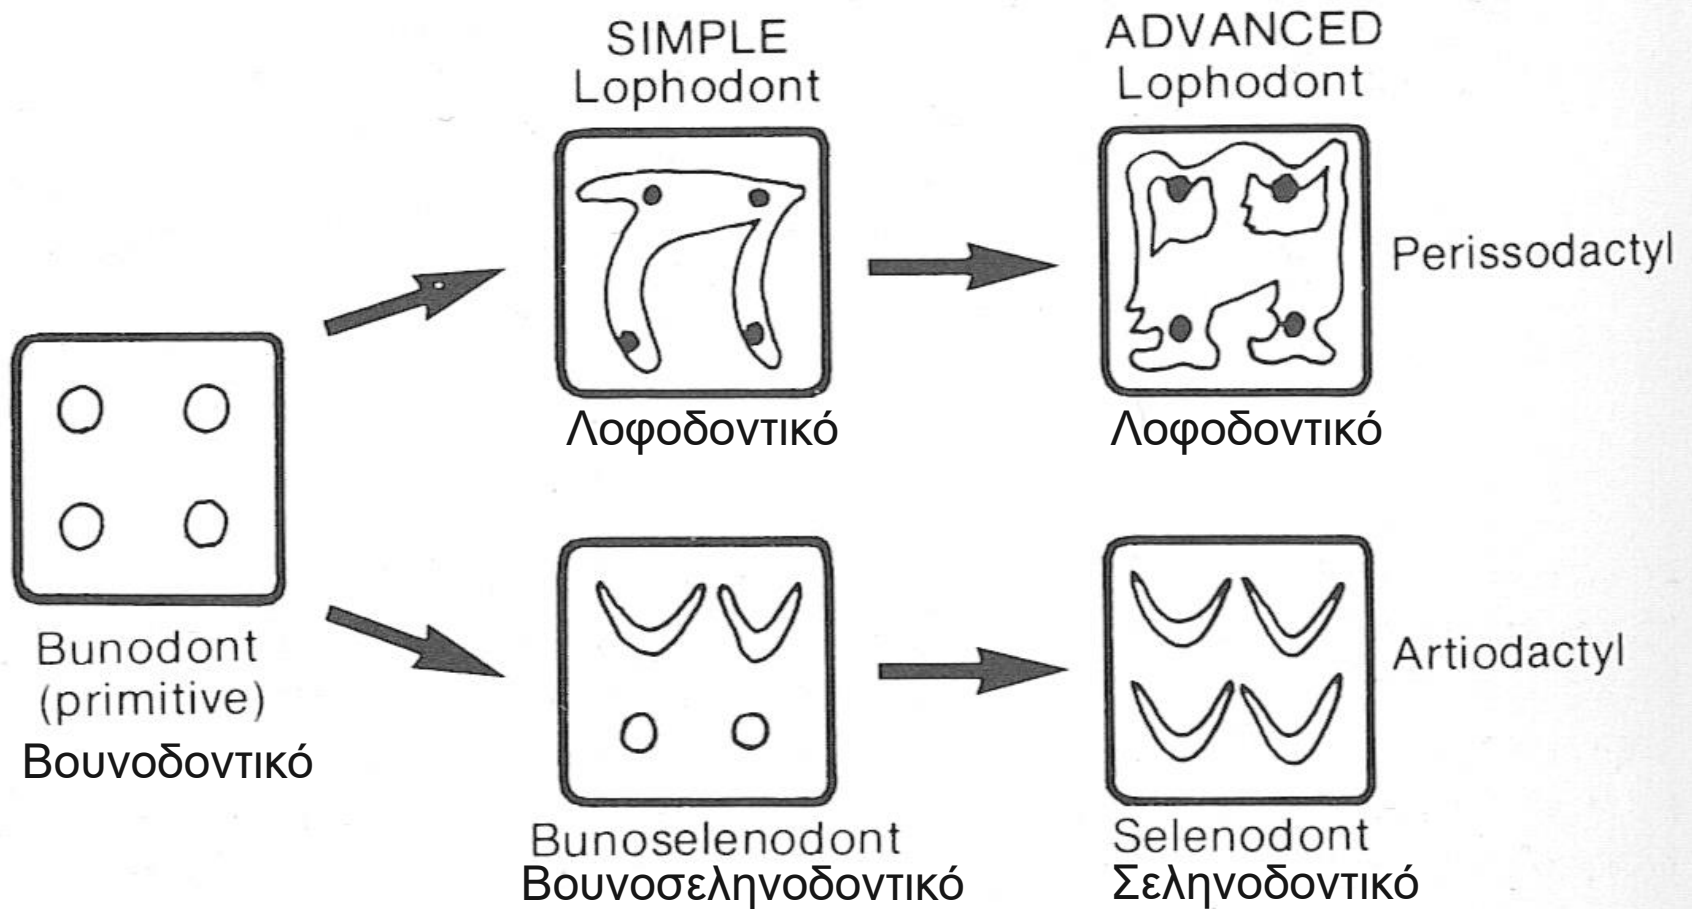 SIMPLE
Lophodont
ADVANCED
Lophodont
Λοφοδοντικό
Λοφοδοντικό
Perissodactyl
Bunodont
(primitive)
Βουνοδοντικό
Bunoselenodont
Βουνοσεληνοδοντικό
Selenodont
Σεληνοδοντικό
Artiodactyl